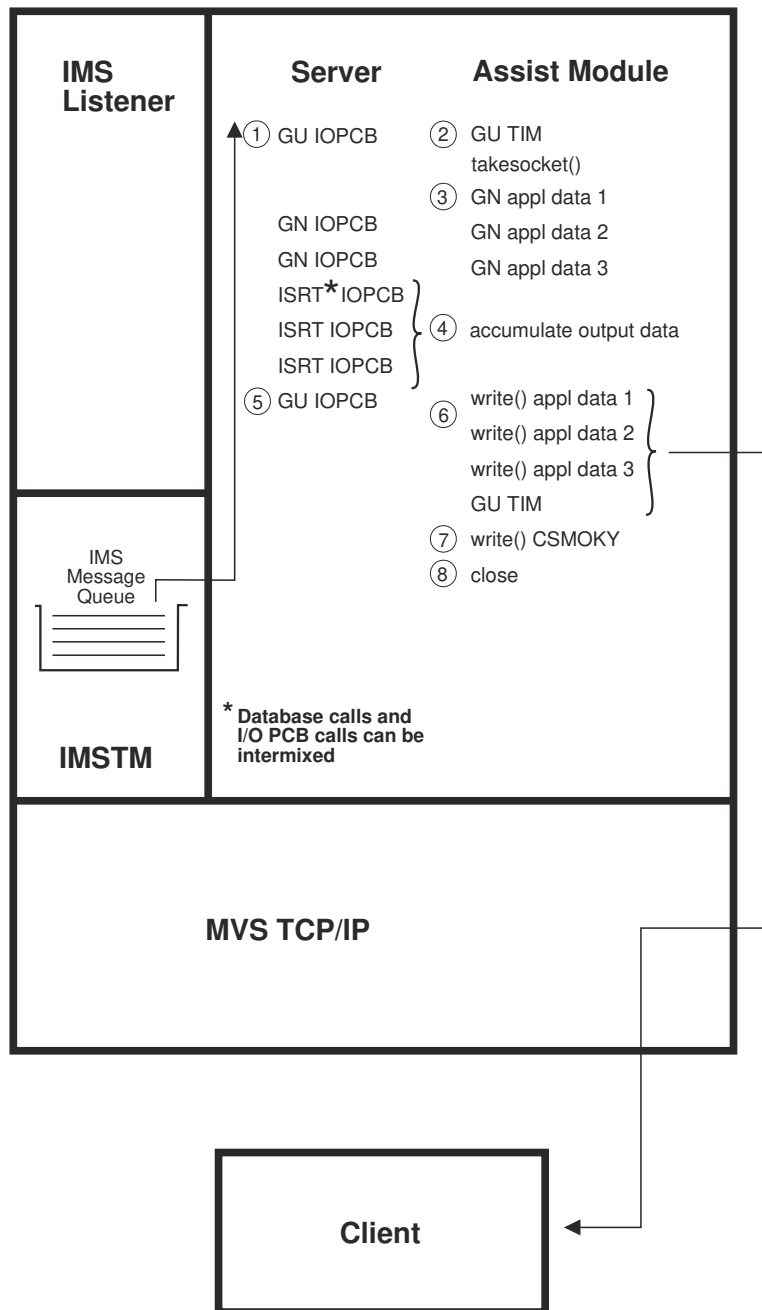 IMS
Listener
Server
Assist Module
1 GU IOPCB
2 GU TIM
takesocket()
3 GN appl data 1
GN IOPCB
GN appl data 2
GN IOPCB
GN appl data 3
ISRT* IOPCB
ISRT IOPCB
4 accumulate output data
ISRT IOPCB
5 GU IOPCB
6 write() appl data 1
write() appl data 2
write() appl data 3
GU TIM
7 write() CSMOKY
8 close
IMS
Message
Queue
IMSTM
* Database calls and
I/O PCB calls can be
intermixed
MVS TCP/IP
Client